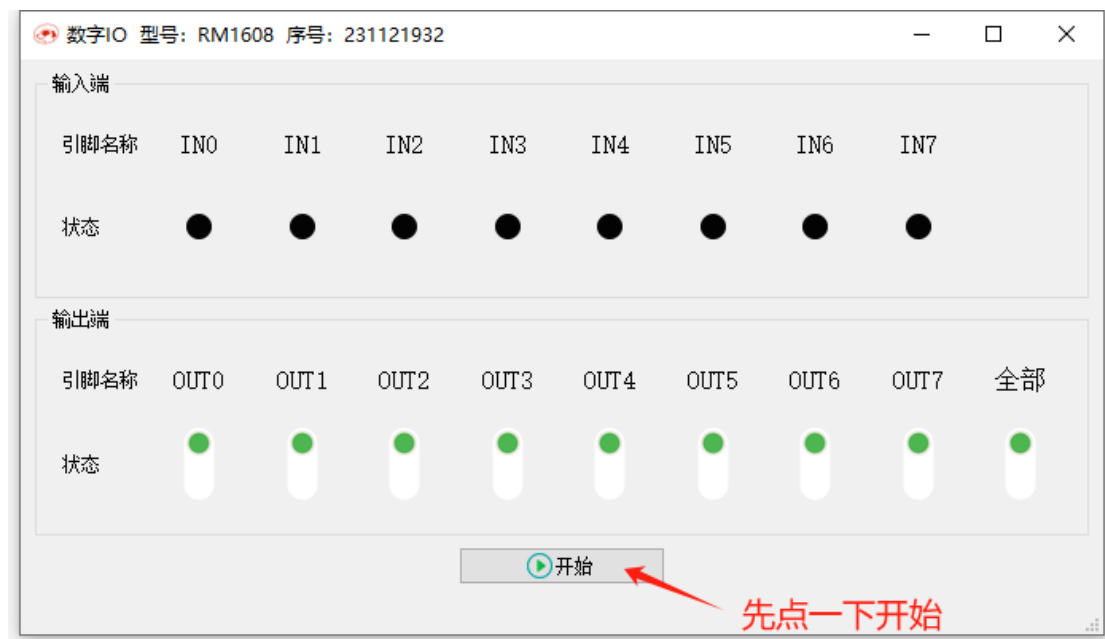 数字IO 型号：RM1608 序号：231121932
输入端
引脚名称 IN0 IN1 IN2 IN3 IN4 IN5 IN6 IN7
状态
输出端
引脚名称 OUT0 OUT1 OUT2 OUT3 OUT4 OUT5 OUT6 OUT7 全部
状态
开始
先点一下开始